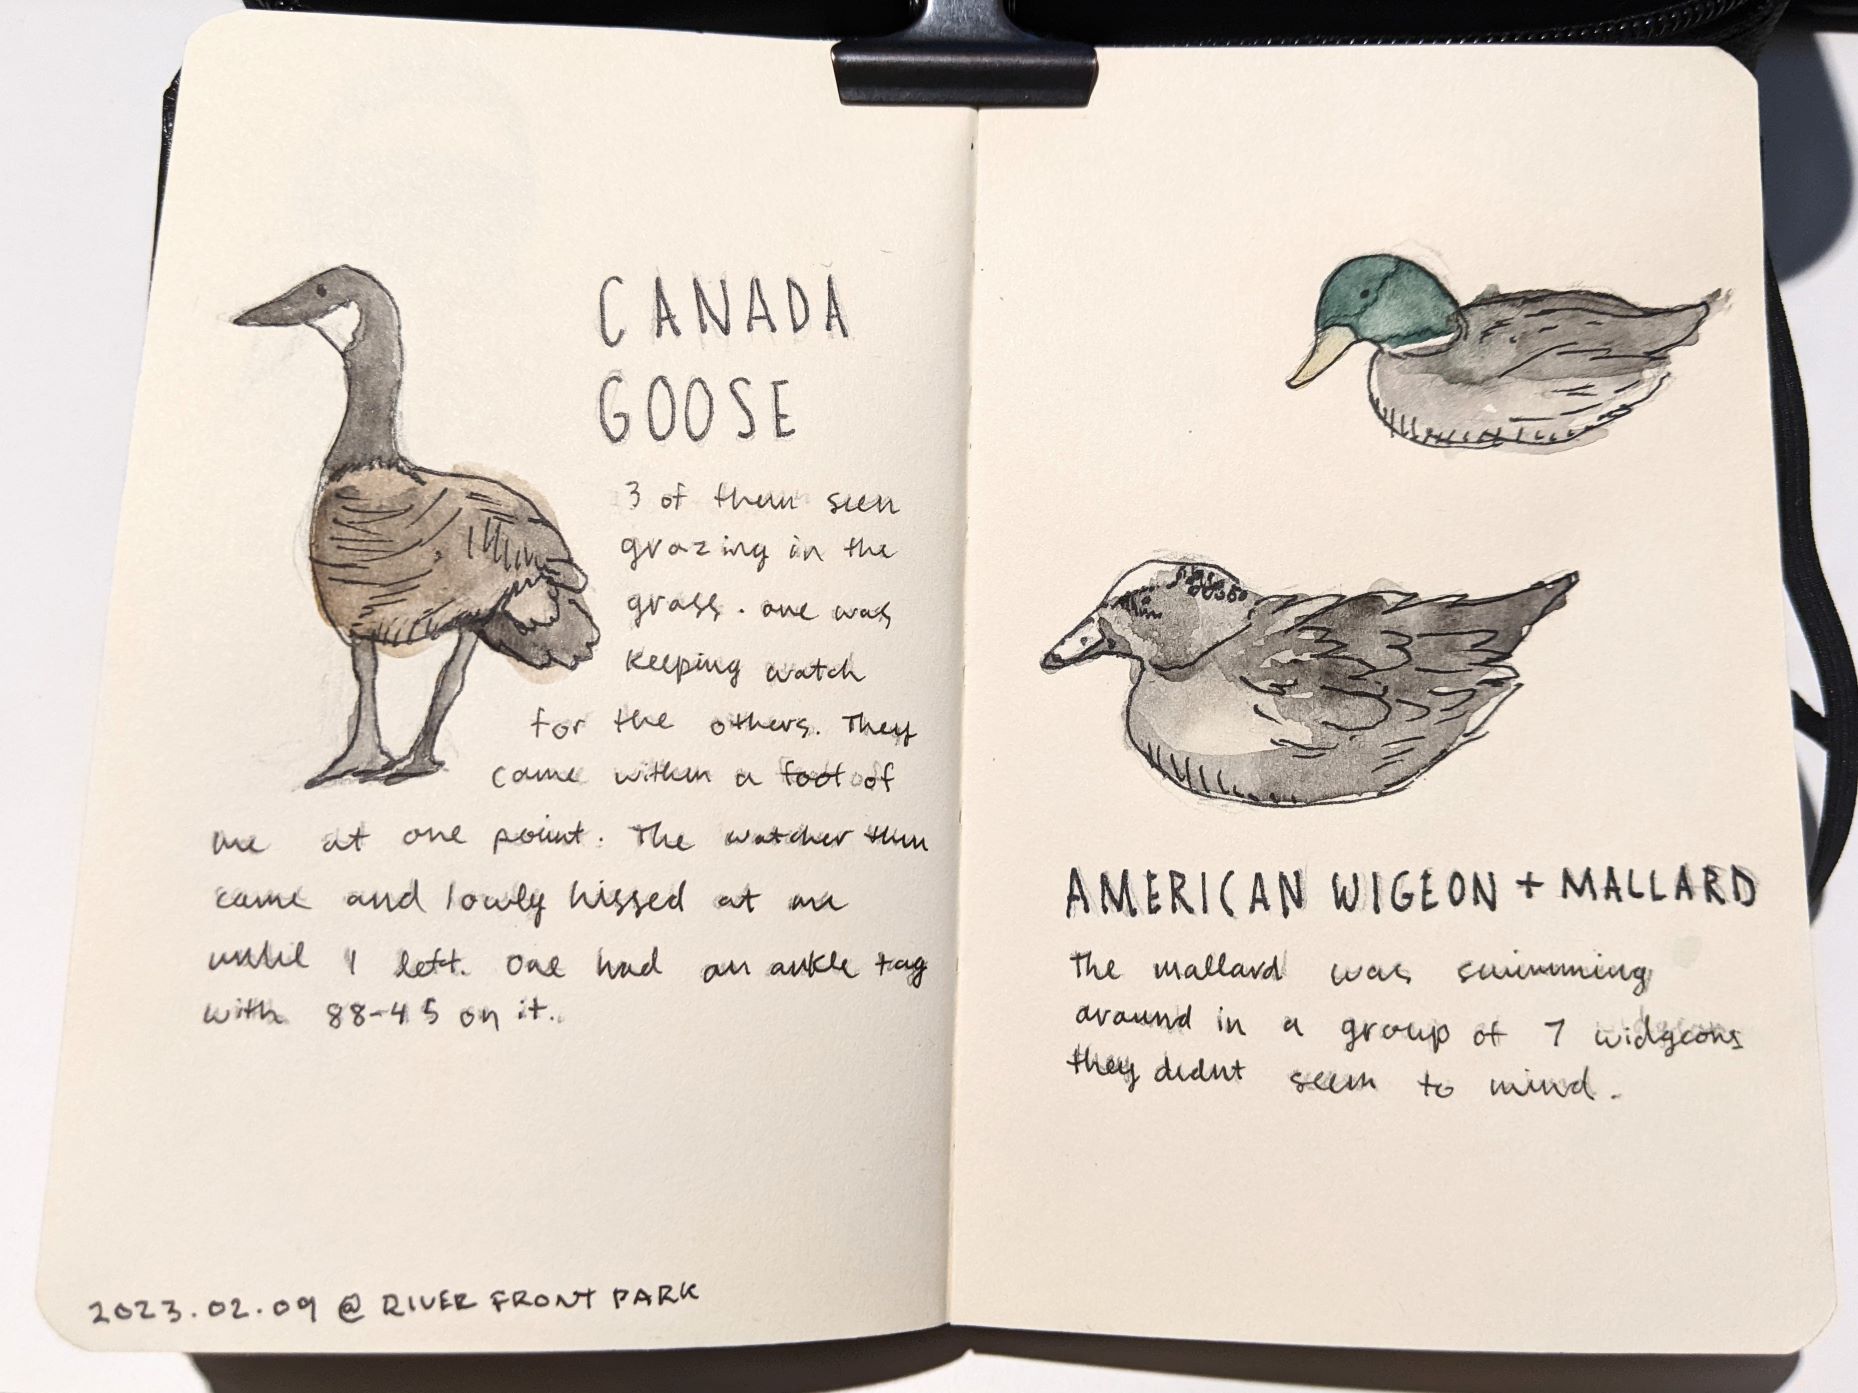 CANADA
GOOSE
3 of them seen
grazing in the
grass. one was
keeping watch
for the others. They
came within a foot of
me at one point. The watcher then
came and lowly hissed at me
until I left. One had an ankle tag
with 88-45 on it.
2023.02.09 @ RIVER FRONT PARK
AMERICAN WIGEON + MALLARD
The mallard was swimming
around in a group of 7 widgeons
they didnt seem to mind.